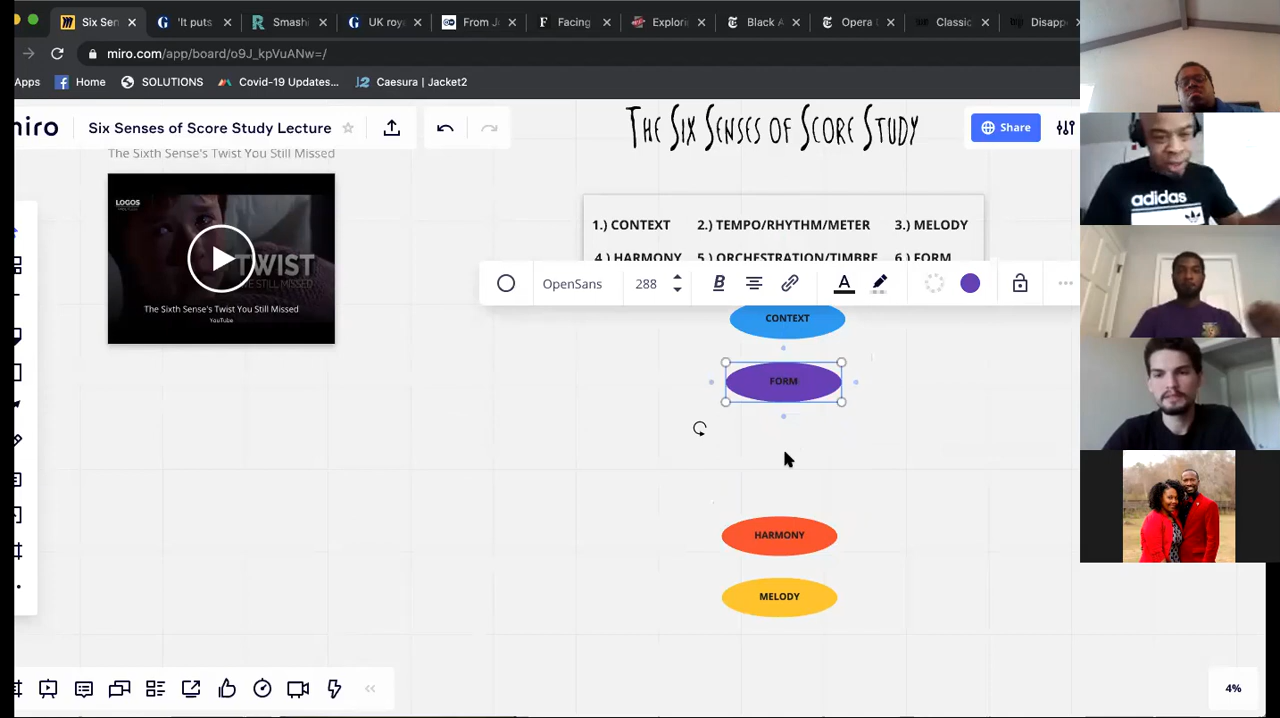 Six Sen
'It puts
Smashi
UK roya
From Jo
Facing
Explori
Black A
Opera L
Classic
Disapp
miro.com/app/board/o9J_kpVuANw=/
Apps Home SOLUTIONS Covid-19 Updates... Caesura | Jacket2
miro Six Senses of Score Study Lecture
THE SIX SENSES OF SCORE STUDY
Share
The Sixth Sense's Twist You Still Missed
LOGOS
TWIST
The Sixth Sense's Twist You Still Missed
YouTube
1.) CONTEXT 2.) TEMPO/RHYTHM/METER 3.) MELODY
4.) HARMONY 5.) ORCHESTRATION/TIMBRE 6.) FORM
OpenSans 288 B A
CONTEXT
FORM
HARMONY
MELODY
adidas
4%